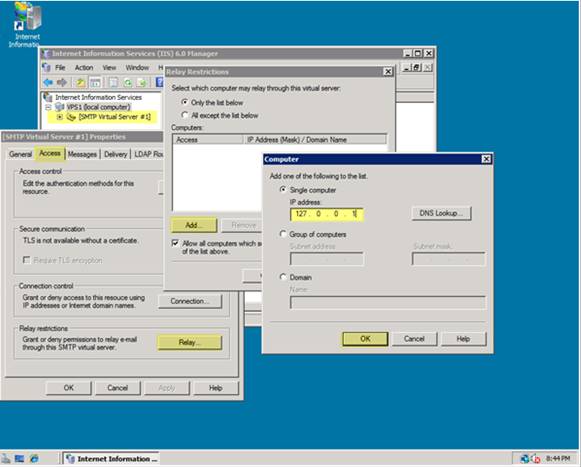 Internet
Informatio...
Internet Information Services (IIS) 6.0 Manager
File Action View Window H
Internet Information Services
VPS1 (local computer)
[SMTP Virtual Server #1]
Relay Restrictions
Select which computer may relay through this virtual server:
Only the list below
All except the list below
Computers:
Access IP Address (Mask) / Domain Name
Add... Remove
Allow all computers which s
of the list above.
[SMTP Virtual Server #1] Properties
General Access Messages Delivery LDAP Rou
Access control
Edit the authentication methods for this
resource.
Secure communication
TLS is not available without a certificate.
Require TLS encryption
Connection control
Grant or deny access to this resouce using
IP addresses or Internet domain names.
Connection...
Relay restrictions
Grant or deny permissions to relay e-mail
through this SMTP virtual server.
Relay...
OK Cancel Apply Help
Computer
Add one of the following to the list.
Single computer
IP address:
127 . 0 . 0 . 1
DNS Lookup...
Group of computers
Subnet address: Subnet mask:
Domain
Name:
OK Cancel Help
Internet Information ...
8:44 PM